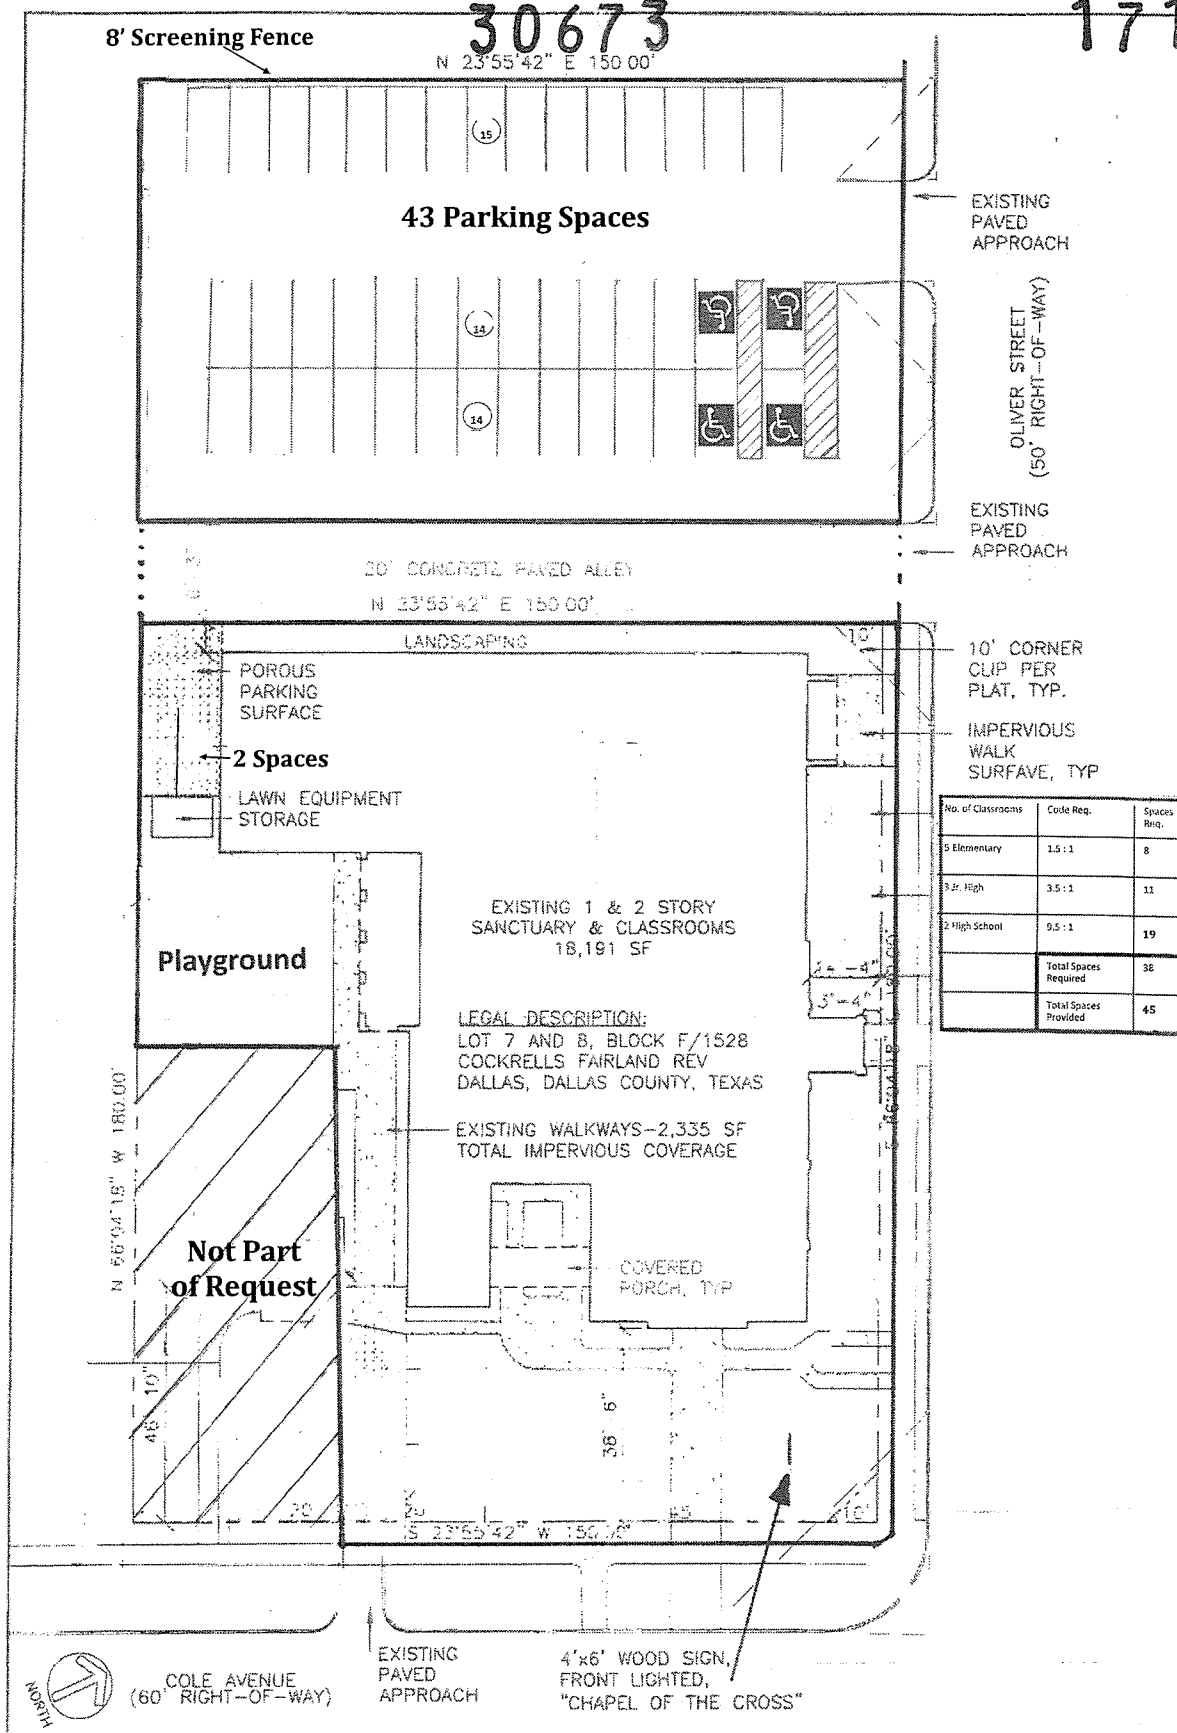 30673
171
8' Screening Fence
N 23°55'42" E 150.00'
15
43 Parking Spaces
EXISTING
PAVED
APPROACH
14
14
OLIVER STREET
(50' RIGHT-OF-WAY)
EXISTING
PAVED
APPROACH
20' CONCRETE PAVED ALLEY
N 23°55'42" E 150.00'
LANDSCAPING
10'
10' CORNER
CLIP PER
PLAT, TYP.
POROUS
PARKING
SURFACE
2 Spaces
IMPERVIOUS
WALK
SURFAVE, TYP
LAWN EQUIPMENT
STORAGE
No. of Classrooms Code Req. Spaces Req.
5 Elementary 1.5 : 1 8
3 Jr. High 3.5 : 1 11
2 High School 9.5 : 1 19
Total Spaces Required 38
Total Spaces Provided 45
EXISTING 1 & 2 STORY
SANCTUARY & CLASSROOMS
18,191 SF
Playground
LEGAL DESCRIPTION:
LOT 7 AND 8, BLOCK F/1528
COCKRELLS FAIRLAND REV
DALLAS, DALLAS COUNTY, TEXAS
EXISTING WALKWAYS-2,335 SF
TOTAL IMPERVIOUS COVERAGE
N 66°04'18" W 180.00'
Not Part
of Request
COVERED
PORCH, TYP
46' 10"
38' 6"
S 23°55'42" W
10'
EXISTING
PAVED
APPROACH
4'x6' WOOD SIGN,
FRONT LIGHTED,
"CHAPEL OF THE CROSS"
NORTH
COLE AVENUE
(60' RIGHT-OF-WAY)